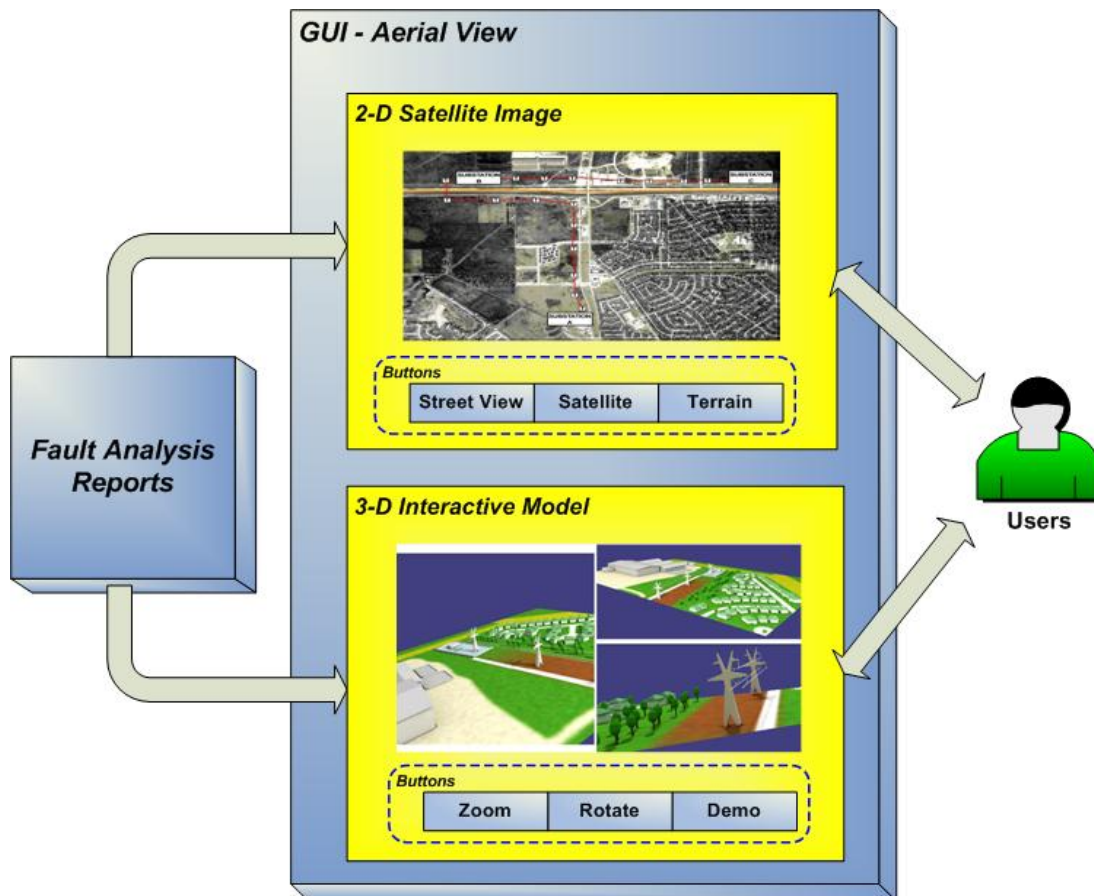 GUI - Aerial View
2-D Satellite Image
SUBSTATION
B
SUBSTATION
C
SUBSTATION
A
Buttons
Street View
Satellite
Terrain
Fault Analysis
Reports
Users
3-D Interactive Model
Buttons
Zoom
Rotate
Demo